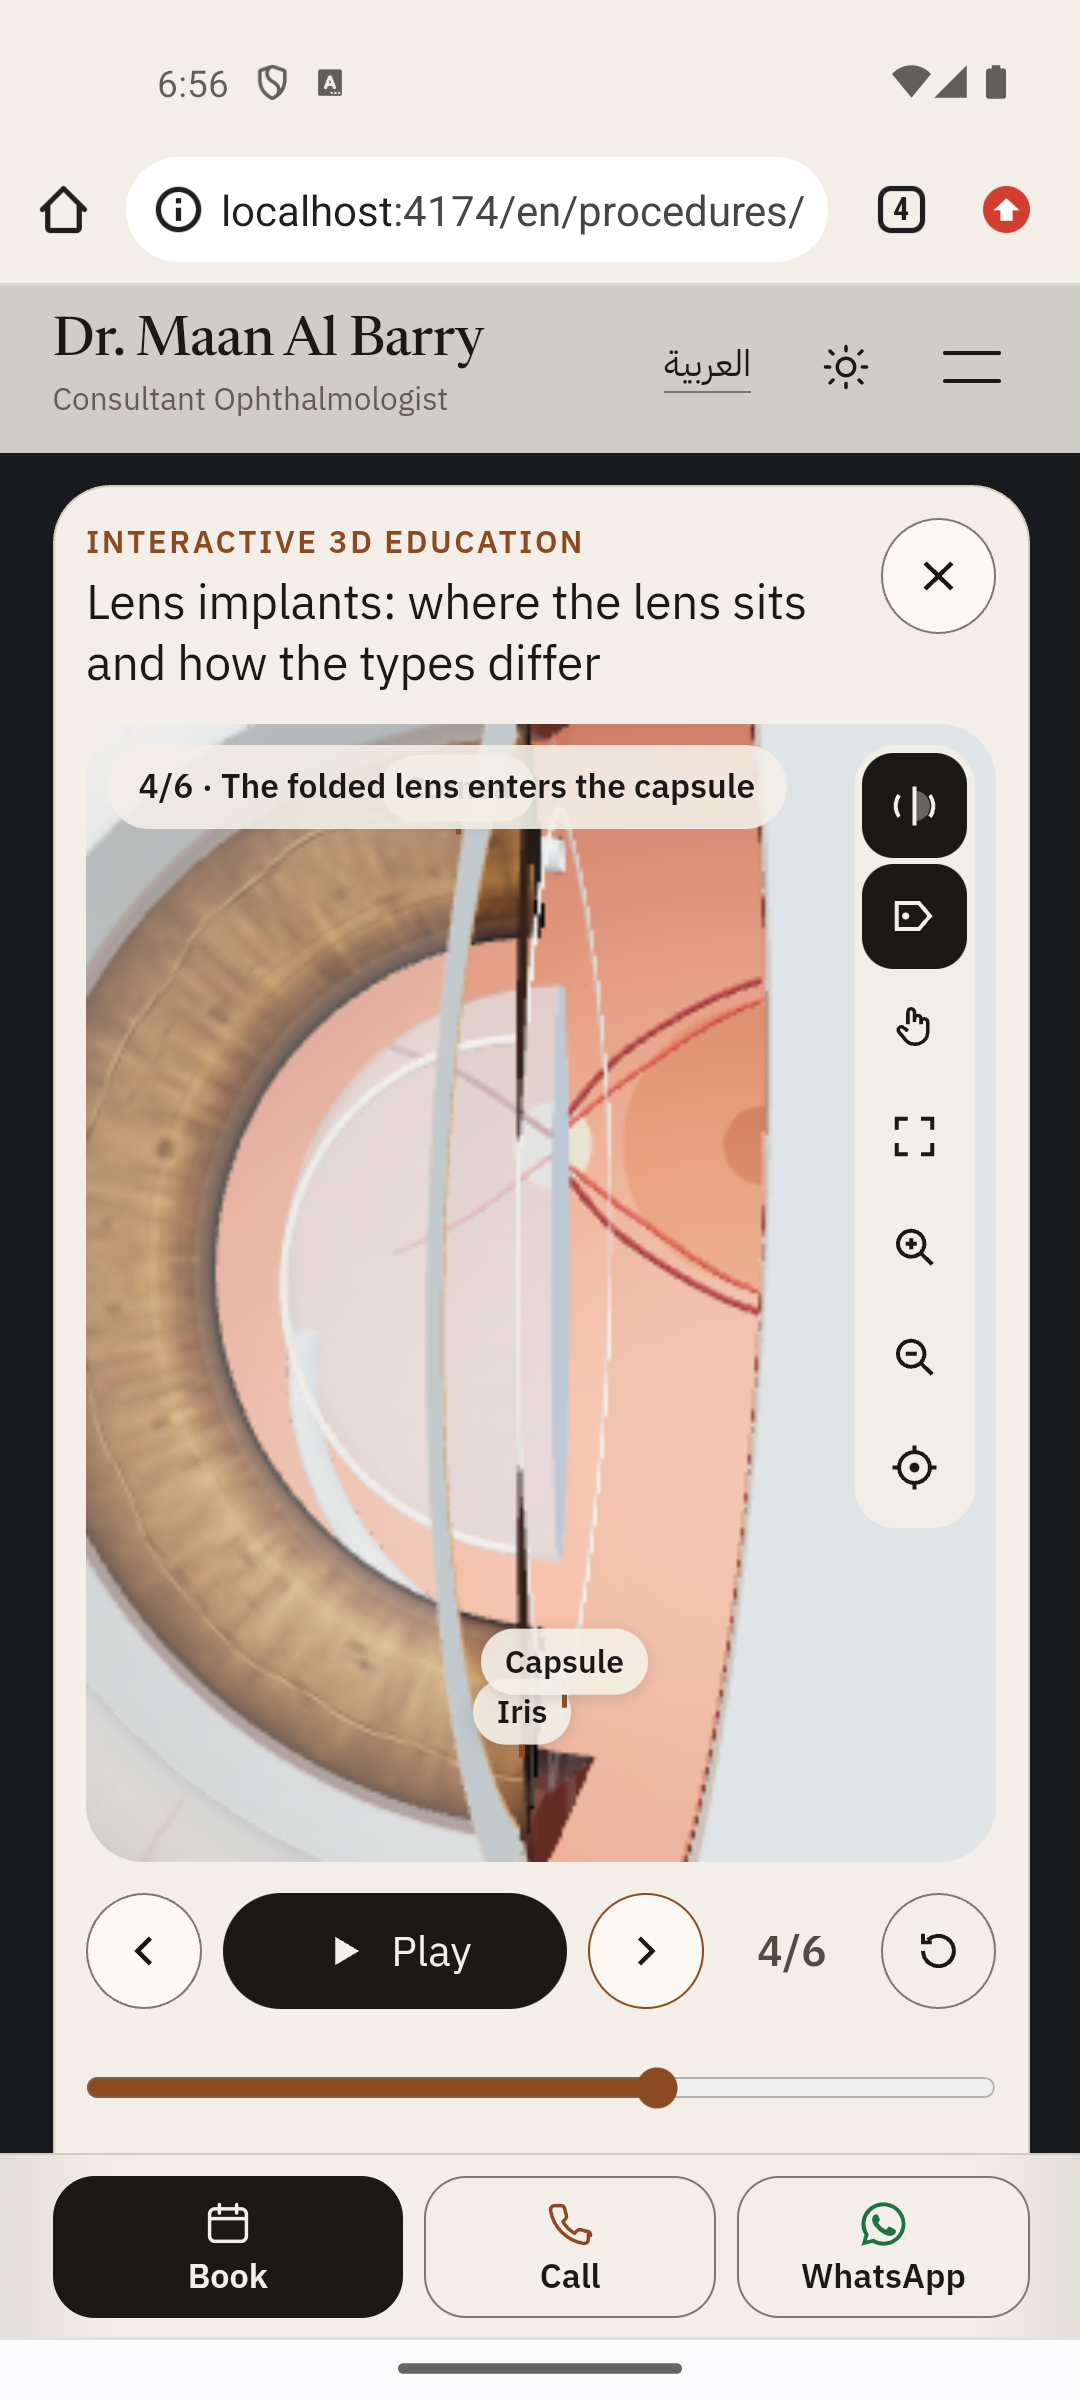 6:56
localhost:4174/en/procedures/
4
Dr. Maan Al Barry
Consultant Ophthalmologist
العربية
INTERACTIVE 3D EDUCATION
Lens implants: where the lens sits
and how the types differ
4/6 · The folded lens enters the capsule
Capsule
Iris
Play
4/6
Book
Call
WhatsApp